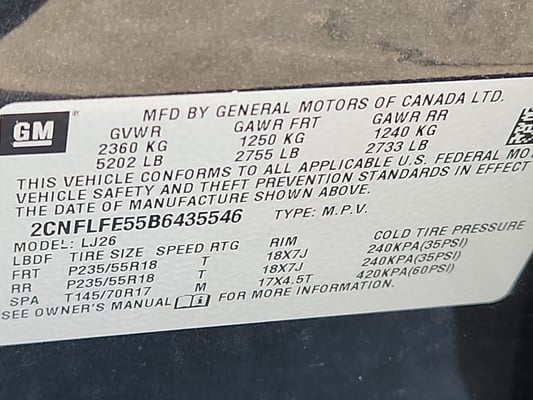 GM
MFD BY GENERAL MOTORS OF CANADA LTD.
GVWR GAWR FRT GAWR RR
2360 KG 1250 KG 1240 KG
5202 LB 2755 LB 2733 LB
THIS VEHICLE CONFORMS TO ALL APPLICABLE U.S. FEDERAL MO
VEHICLE SAFETY AND THEFT PREVENTION STANDARDS IN EFFECT
THE DATE OF MANUFACTURE SHOWN ABOVE.
2CNFLFE55B6435546 TYPE: M.P.V.
MODEL: LJ26
LBDF TIRE SIZE SPEED RTG RIM COLD TIRE PRESSURE
FRT P235/55R18 T 18X7J 240KPA(35PSI)
RR P235/55R18 T 18X7J 240KPA(35PSI)
SPA T145/70R17 M 17X4.5T 420KPA(60PSI)
SEE OWNER'S MANUAL FOR MORE INFORMATION.